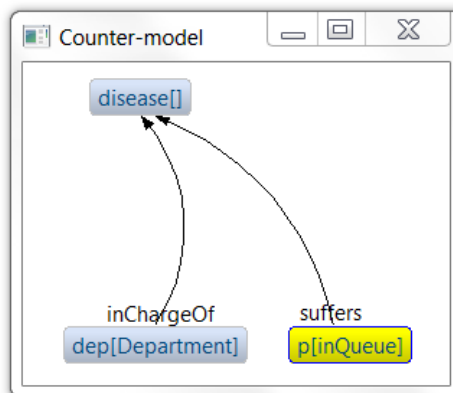 Counter-model
disease[]
inChargeOf
suffers
dep[Department]
p[inQueue]